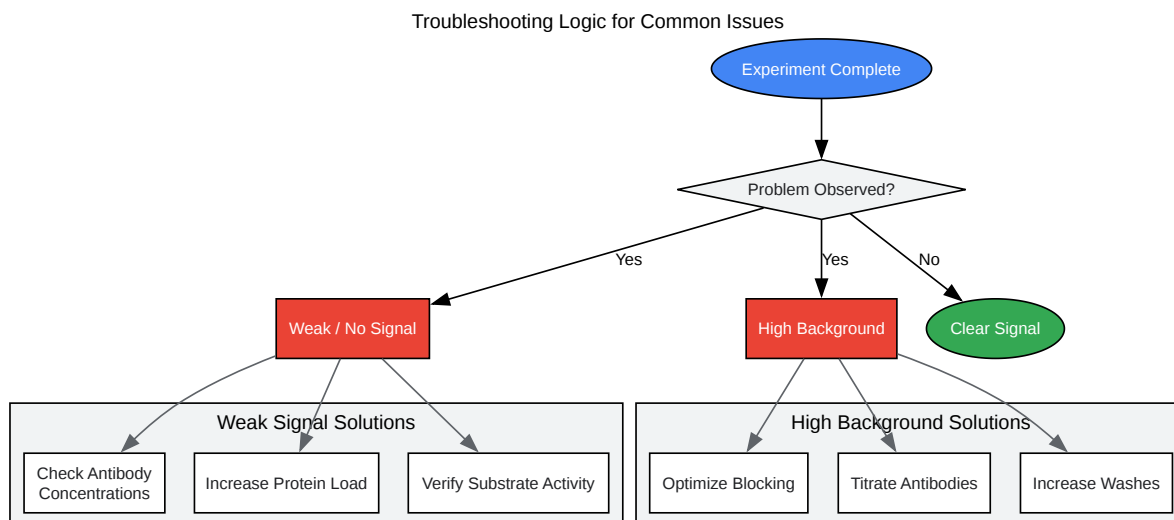 Troubleshooting Logic for Common Issues
Experiment Complete
Problem Observed?
Yes
Yes
No
Weak / No Signal
High Background
Clear Signal
Weak Signal Solutions
High Background Solutions
Check Antibody
Concentrations
Increase Protein Load
Verify Substrate Activity
Optimize Blocking
Titrate Antibodies
Increase Washes